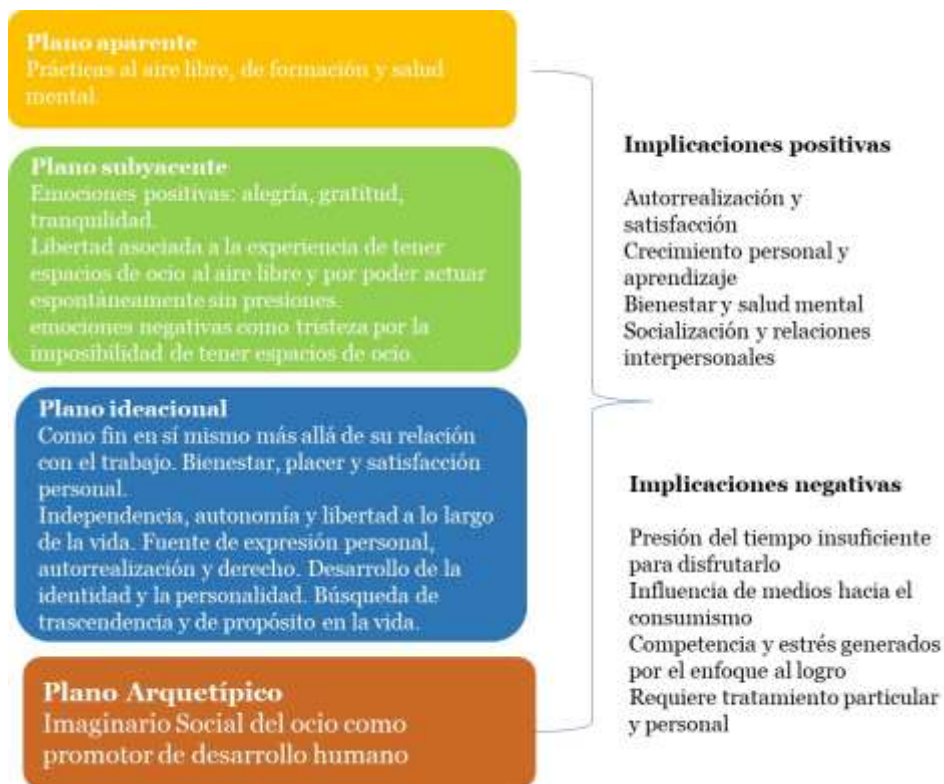 Plano aparente
Prácticas al aire libre, de formación y salud
mental.
Plano subyacente
Emociones positivas: alegría, gratitud,
tranquilidad.
Libertad asociada a la experiencia de tener
espacios de ocio al aire libre y por poder actuar
espontáneamente sin presiones.
emociones negativas como tristeza por la
imposibilidad de tener espacios de ocio.
Plano ideacional
Como fin en sí mismo más allá de su relación
con el trabajo. Bienestar, placer y satisfacción
personal.
Independencia, autonomía y libertad a lo largo
de la vida. Fuente de expresión personal,
autorrealización y derecho. Desarrollo de la
identidad y la personalidad. Búsqueda de
trascendencia y de propósito en la vida.
Plano Arquetípico
Imaginario Social del ocio como
promotor de desarrollo humano
Implicaciones positivas
Autorrealización y
satisfacción
Crecimiento personal y
aprendizaje
Bienestar y salud mental
Socialización y relaciones
interpersonales
Implicaciones negativas
Presión del tiempo insuficiente
para disfrutarlo
Influencia de medios hacia el
consumismo
Competencia y estrés generados
por el enfoque al logro
Requiere tratamiento particular
y personal